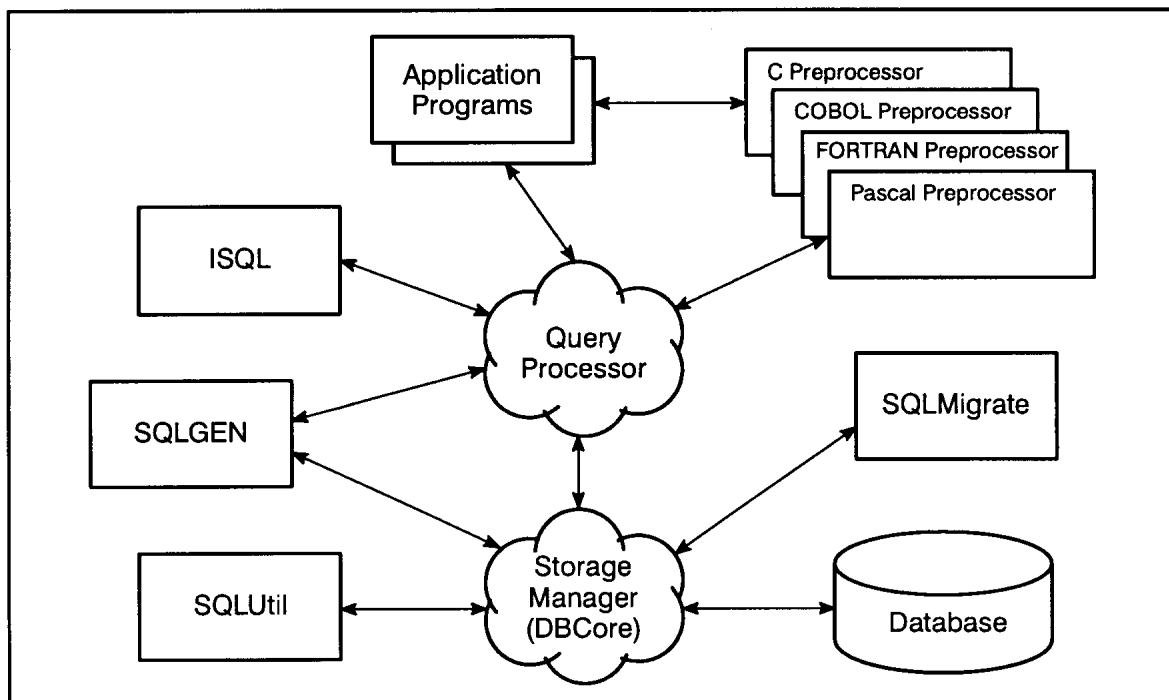 Application
Programs
C Preprocessor
COBOL Preprocessor
FORTRAN Preprocessor
Pascal Preprocessor
ISQL
Query
Processor
SQLGEN
SQLMigrate
SQLUtil
Storage
Manager
(DBCore)
Database